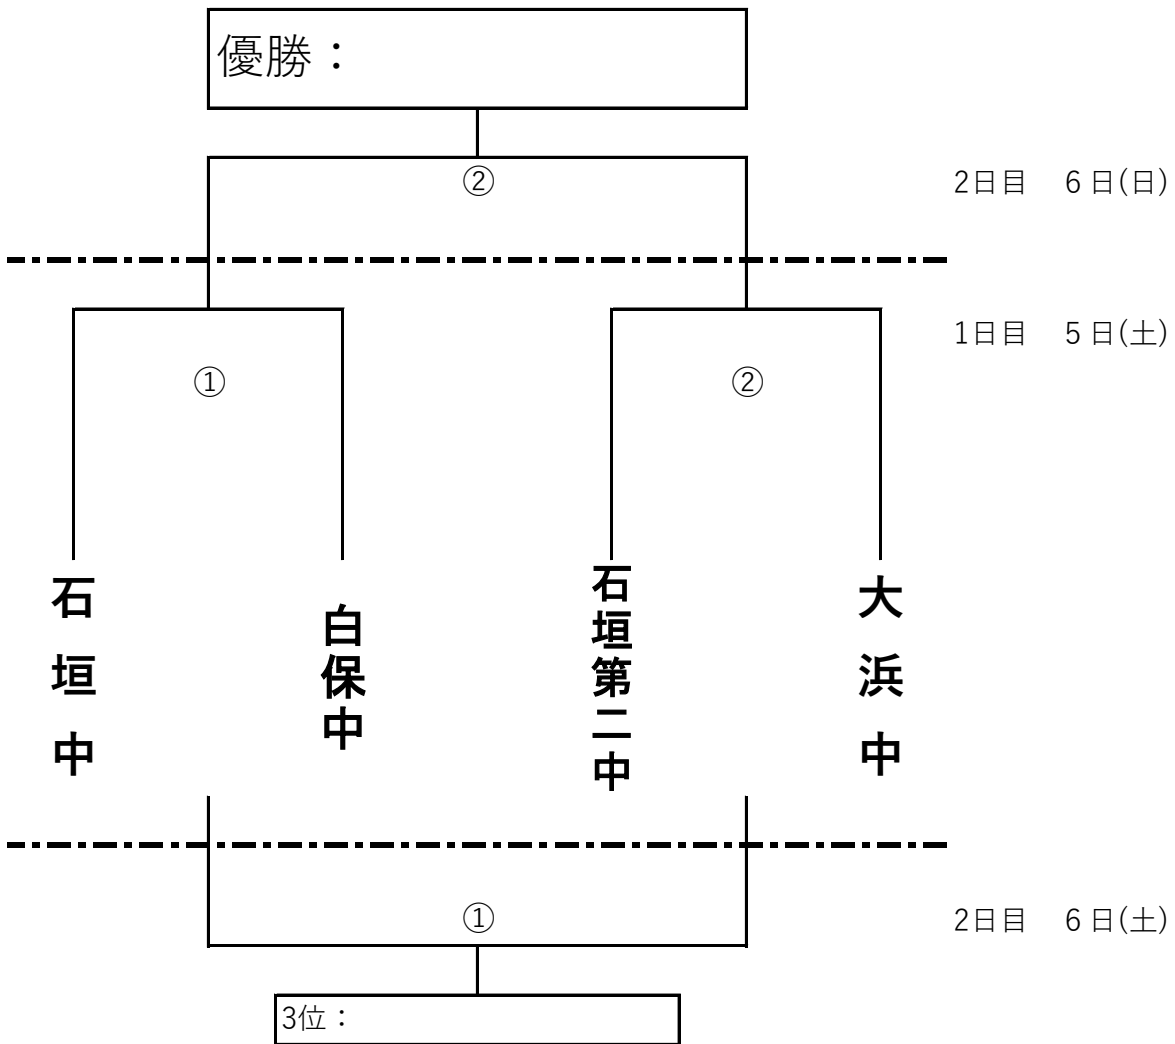 優勝：
②
2日目　6日(日)
1日目　5日(土)
①
②
石垣中
白保中
石垣第二中
大浜中
①
2日目　6日(土)
3位：